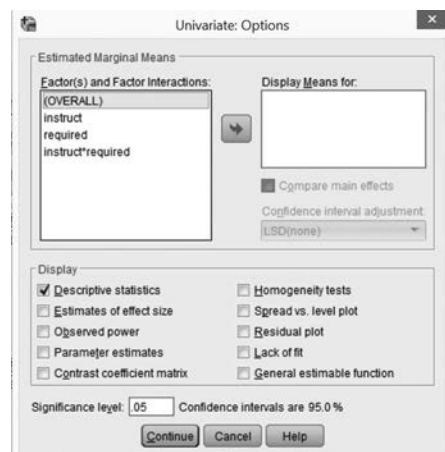 Univariate: Options
Estimated Marginal Means
Factor(s) and Factor Interactions:
(OVERALL)
instruct
required
instruct*required
Display Means for:
Compare main effects
Confidence interval adjustment:
LSD(none)
Display
Descriptive statistics
Estimates of effect size
Observed power
Parameter estimates
Contrast coefficient matrix
Homogeneity tests
Spread vs. level plot
Residual plot
Lack of fit
General estimable function
Significance level: .05 Confidence intervals are 95.0 %
Continue Cancel Help